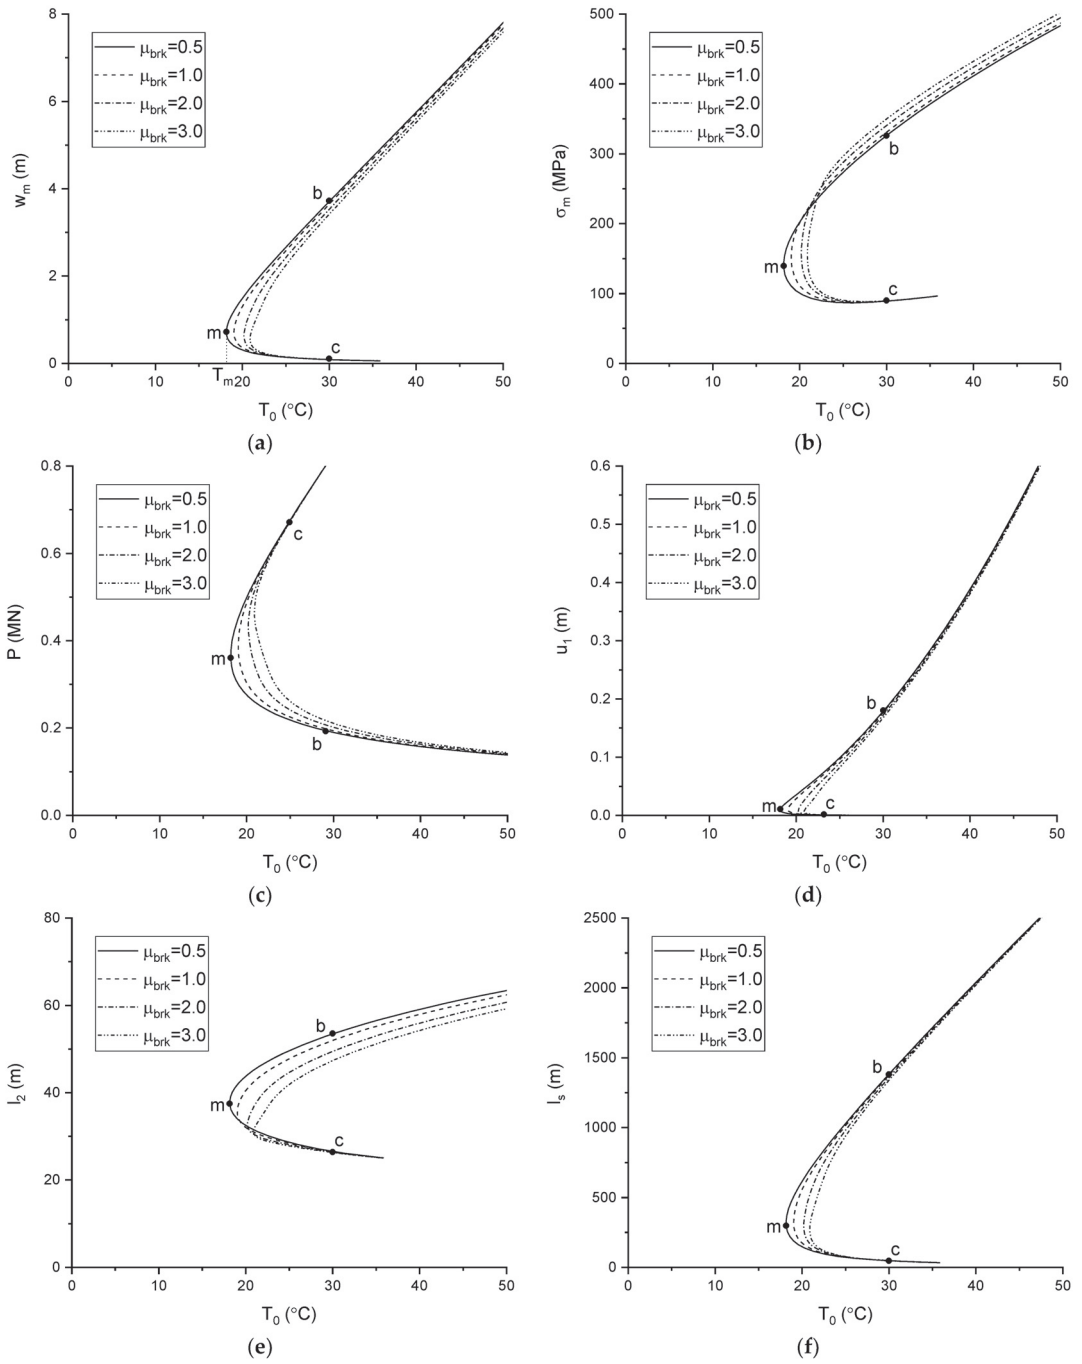 8
6
4
2
0
w_m (m)
μ_brk=0.5
μ_brk=1.0
μ_brk=2.0
μ_brk=3.0
b
m
c
T_m
0 10 20 30 40 50
T_0 (°C)
(a)
500
400
300
200
100
0
σ_m (MPa)
μ_brk=0.5
μ_brk=1.0
μ_brk=2.0
μ_brk=3.0
b
m
c
0 10 20 30 40 50
T_0 (°C)
(b)
0.8
0.6
0.4
0.2
0.0
P (MN)
μ_brk=0.5
μ_brk=1.0
μ_brk=2.0
μ_brk=3.0
c
m
b
0 10 20 30 40 50
T_0 (°C)
(c)
0.6
0.5
0.4
0.3
0.2
0.1
0.0
u_1 (m)
μ_brk=0.5
μ_brk=1.0
μ_brk=2.0
μ_brk=3.0
b
m
c
0 10 20 30 40 50
T_0 (°C)
(d)
80
60
40
20
0
l_2 (m)
μ_brk=0.5
μ_brk=1.0
μ_brk=2.0
μ_brk=3.0
b
m
c
0 10 20 30 40 50
T_0 (°C)
(e)
2500
2000
1500
1000
500
0
l_s (m)
μ_brk=0.5
μ_brk=1.0
μ_brk=2.0
μ_brk=3.0
b
m
c
0 10 20 30 40 50
T_0 (°C)
(f)